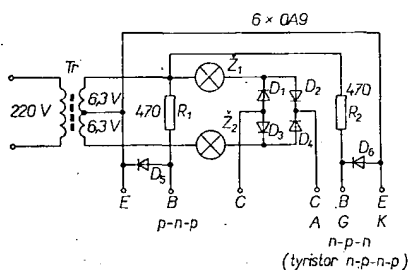 6 × OA9
Tr
Ž1
D1
D2
6,3 V
470
470
220 V
R1
R2
6,3 V
Ž2
D3
D4
D5
D6
E B C C B E
A G K
p-n-p
n-p-n
(tyristor n-p-n-p)